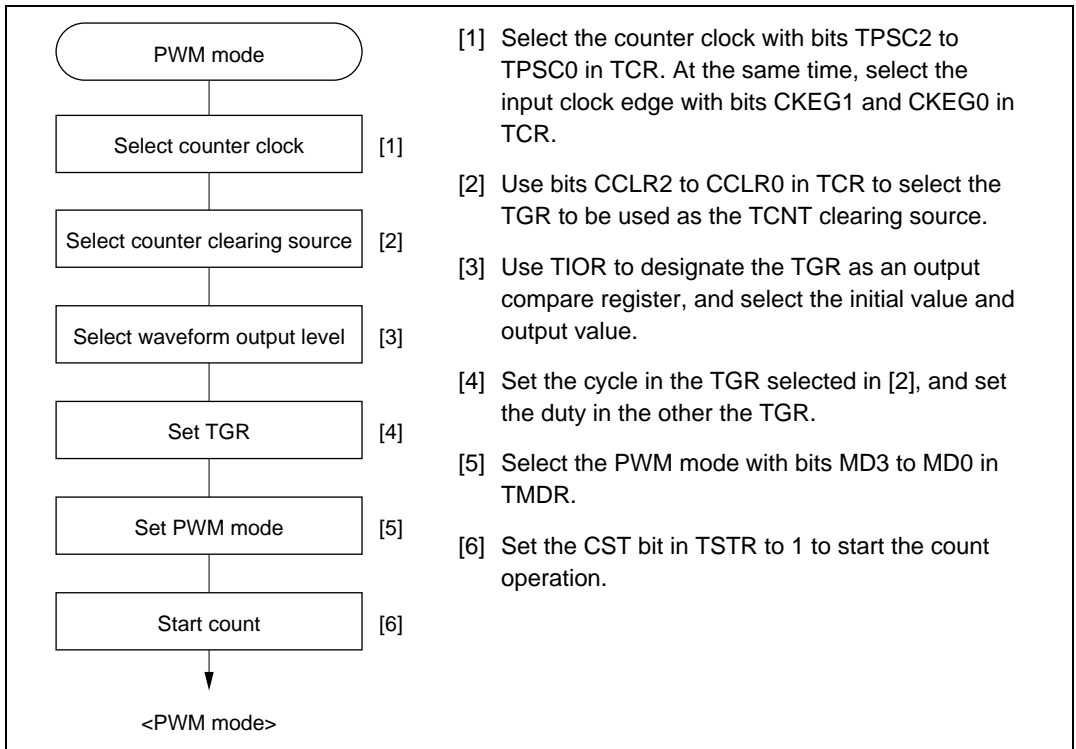 PWM mode
Select counter clock [1]
Select counter clearing source [2]
Select waveform output level [3]
Set TGR [4]
Set PWM mode [5]
Start count [6]
<PWM mode>
[1] Select the counter clock with bits TPSC2 to
TPSC0 in TCR. At the same time, select the
input clock edge with bits CKEG1 and CKEG0 in
TCR.
[2] Use bits CCLR2 to CCLR0 in TCR to select the
TGR to be used as the TCNT clearing source.
[3] Use TIOR to designate the TGR as an output
compare register, and select the initial value and
output value.
[4] Set the cycle in the TGR selected in [2], and set
the duty in the other the TGR.
[5] Select the PWM mode with bits MD3 to MD0 in
TMDR.
[6] Set the CST bit in TSTR to 1 to start the count
operation.